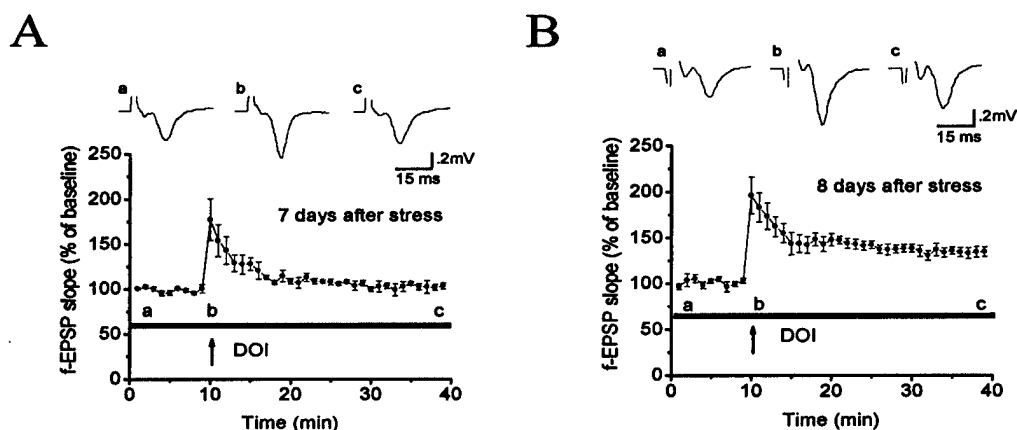 A
a b c
.2mV
15 ms
f-EPSP slope (% of baseline)
250
200
150
100
50
0
7 days after stress
a b c
DOI
0 10 20 30 40
Time (min)
B
a b c
.2mV
15 ms
f-EPSP slope (% of baseline)
250
200
150
100
50
0
8 days after stress
a b c
DOI
0 10 20 30 40
Time (min)